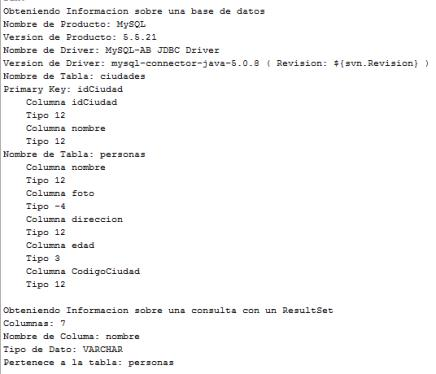 Obteniendo Informacion sobre una base de datos
Nombre de Producto: MySQL
Version de Producto: 5.5.21
Nombre de Driver: MySQL-AB JDBC Driver
Version de Driver: mysql-connector-java-5.0.8 ( Revision: ${svn.Revision} )
Nombre de Tabla: ciudades
Primary Key: idCiudad
Columna idCiudad
Tipo 12
Columna nombre
Tipo 12
Nombre de Tabla: personas
Columna nombre
Tipo 12
Columna foto
Tipo -4
Columna direccion
Tipo 12
Columna edad
Tipo 3
Columna CodigoCiudad
Tipo 12
Obteniendo Informacion sobre una consulta con un ResultSet
Columnas: 7
Nombre de Columa: nombre
Tipo de Dato: VARCHAR
Pertenece a la tabla: personas